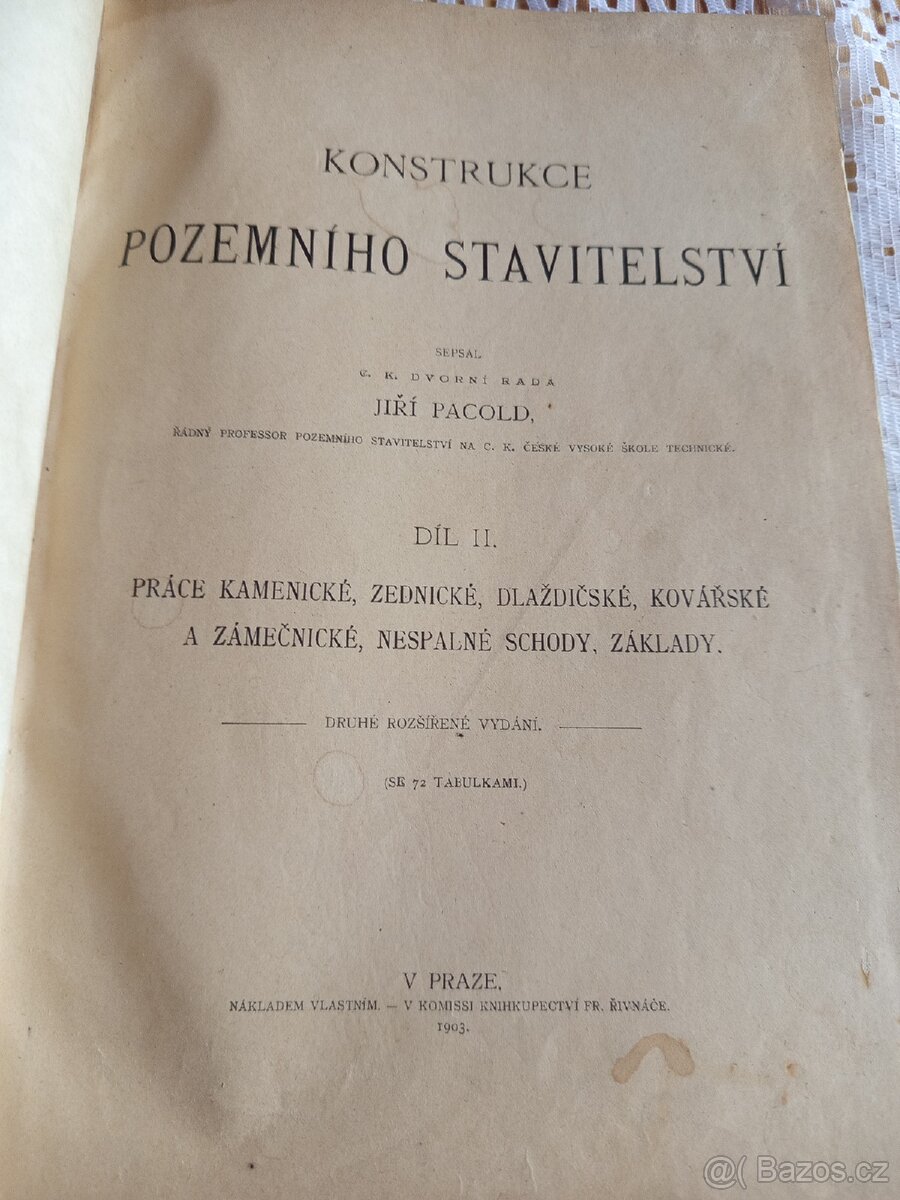 KONSTRUKCE
POZEMNÍHO STAVITELSTVÍ
SEPSAL
C. K. DVORNÍ RADA
JIŘÍ PACOLD,
ŘÁDNÝ PROFESSOR POZEMNÍHO STAVITELSTVÍ NA C. K. ČESKÉ VYSOKÉ ŠKOLE TECHNICKÉ.
DÍL II.
PRÁCE KAMENICKÉ, ZEDNICKÉ, DLAŽDIČSKÉ, KOVÁŘSKÉ
A ZÁMEČNICKÉ, NESPALNÉ SCHODY, ZÁKLADY.
DRUHÉ ROZŠÍŘENÉ VYDÁNÍ.
(SE 72 TABULKAMI.)
V PRAZE.
NÁKLADEM VLASTNÍM. — V KOMISSI KNIHKUPECTVÍ FR. ŘIVNÁČE.
1903.
@( Bazos.cz